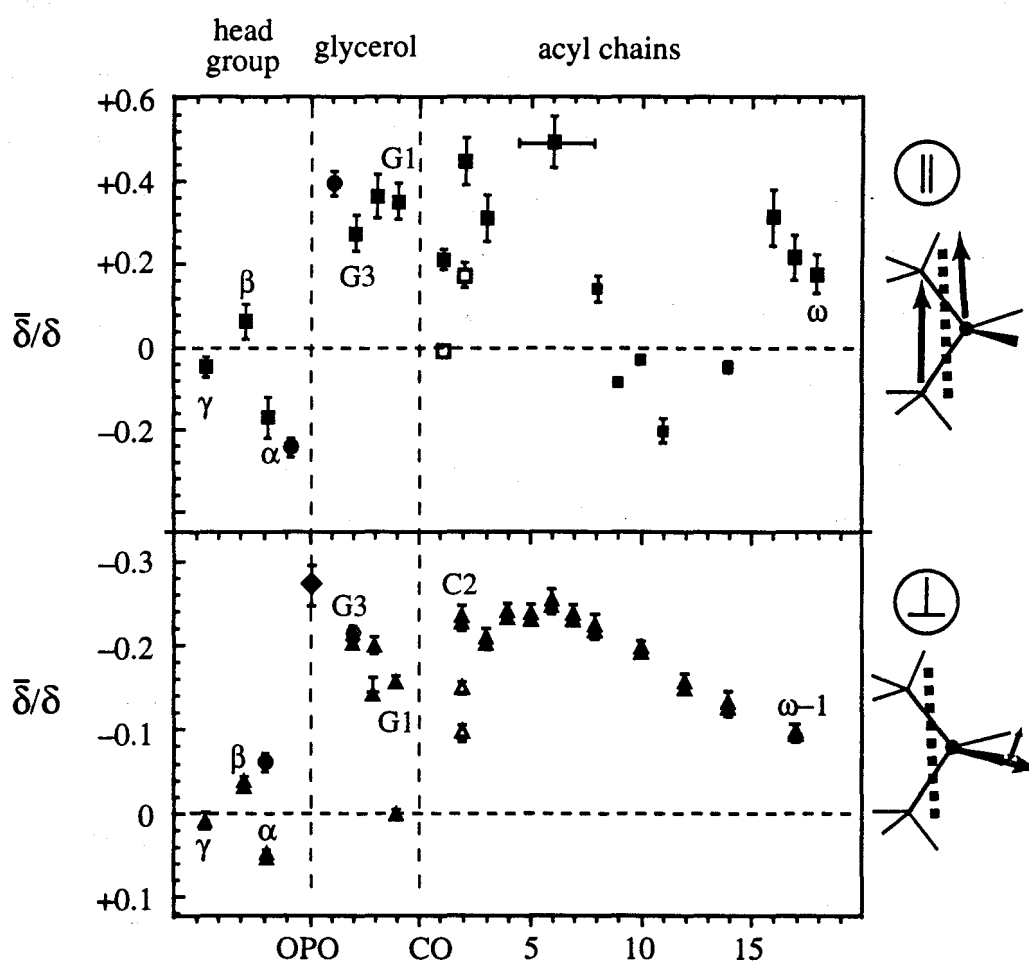 head group
glycerol
acyl chains
+0.6
+0.4
+0.2
0
−0.2
δ̄/δ
γ
β
α
G3
G1
ω
||
−0.3
−0.2
−0.1
0
+0.1
δ̄/δ
γ
β
α
G3
G1
C2
ω−1
⊥
OPO
CO
5
10
15